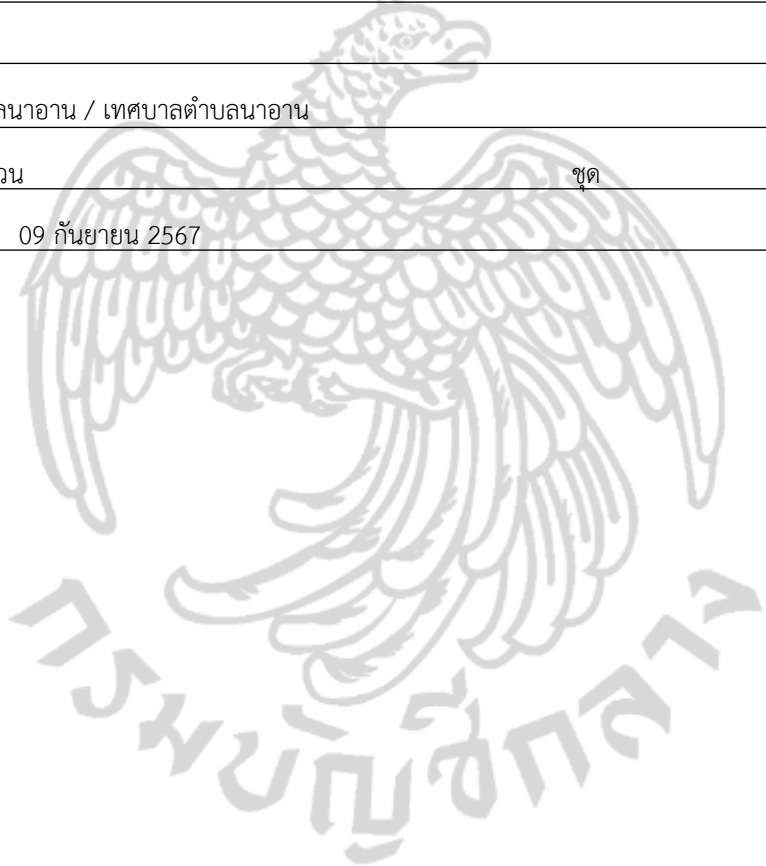 ลนาอาน / เทศบาลตำบลนาอาน
วน ชุด
09 กันยายน 2567
กรมบัญชีกลาง